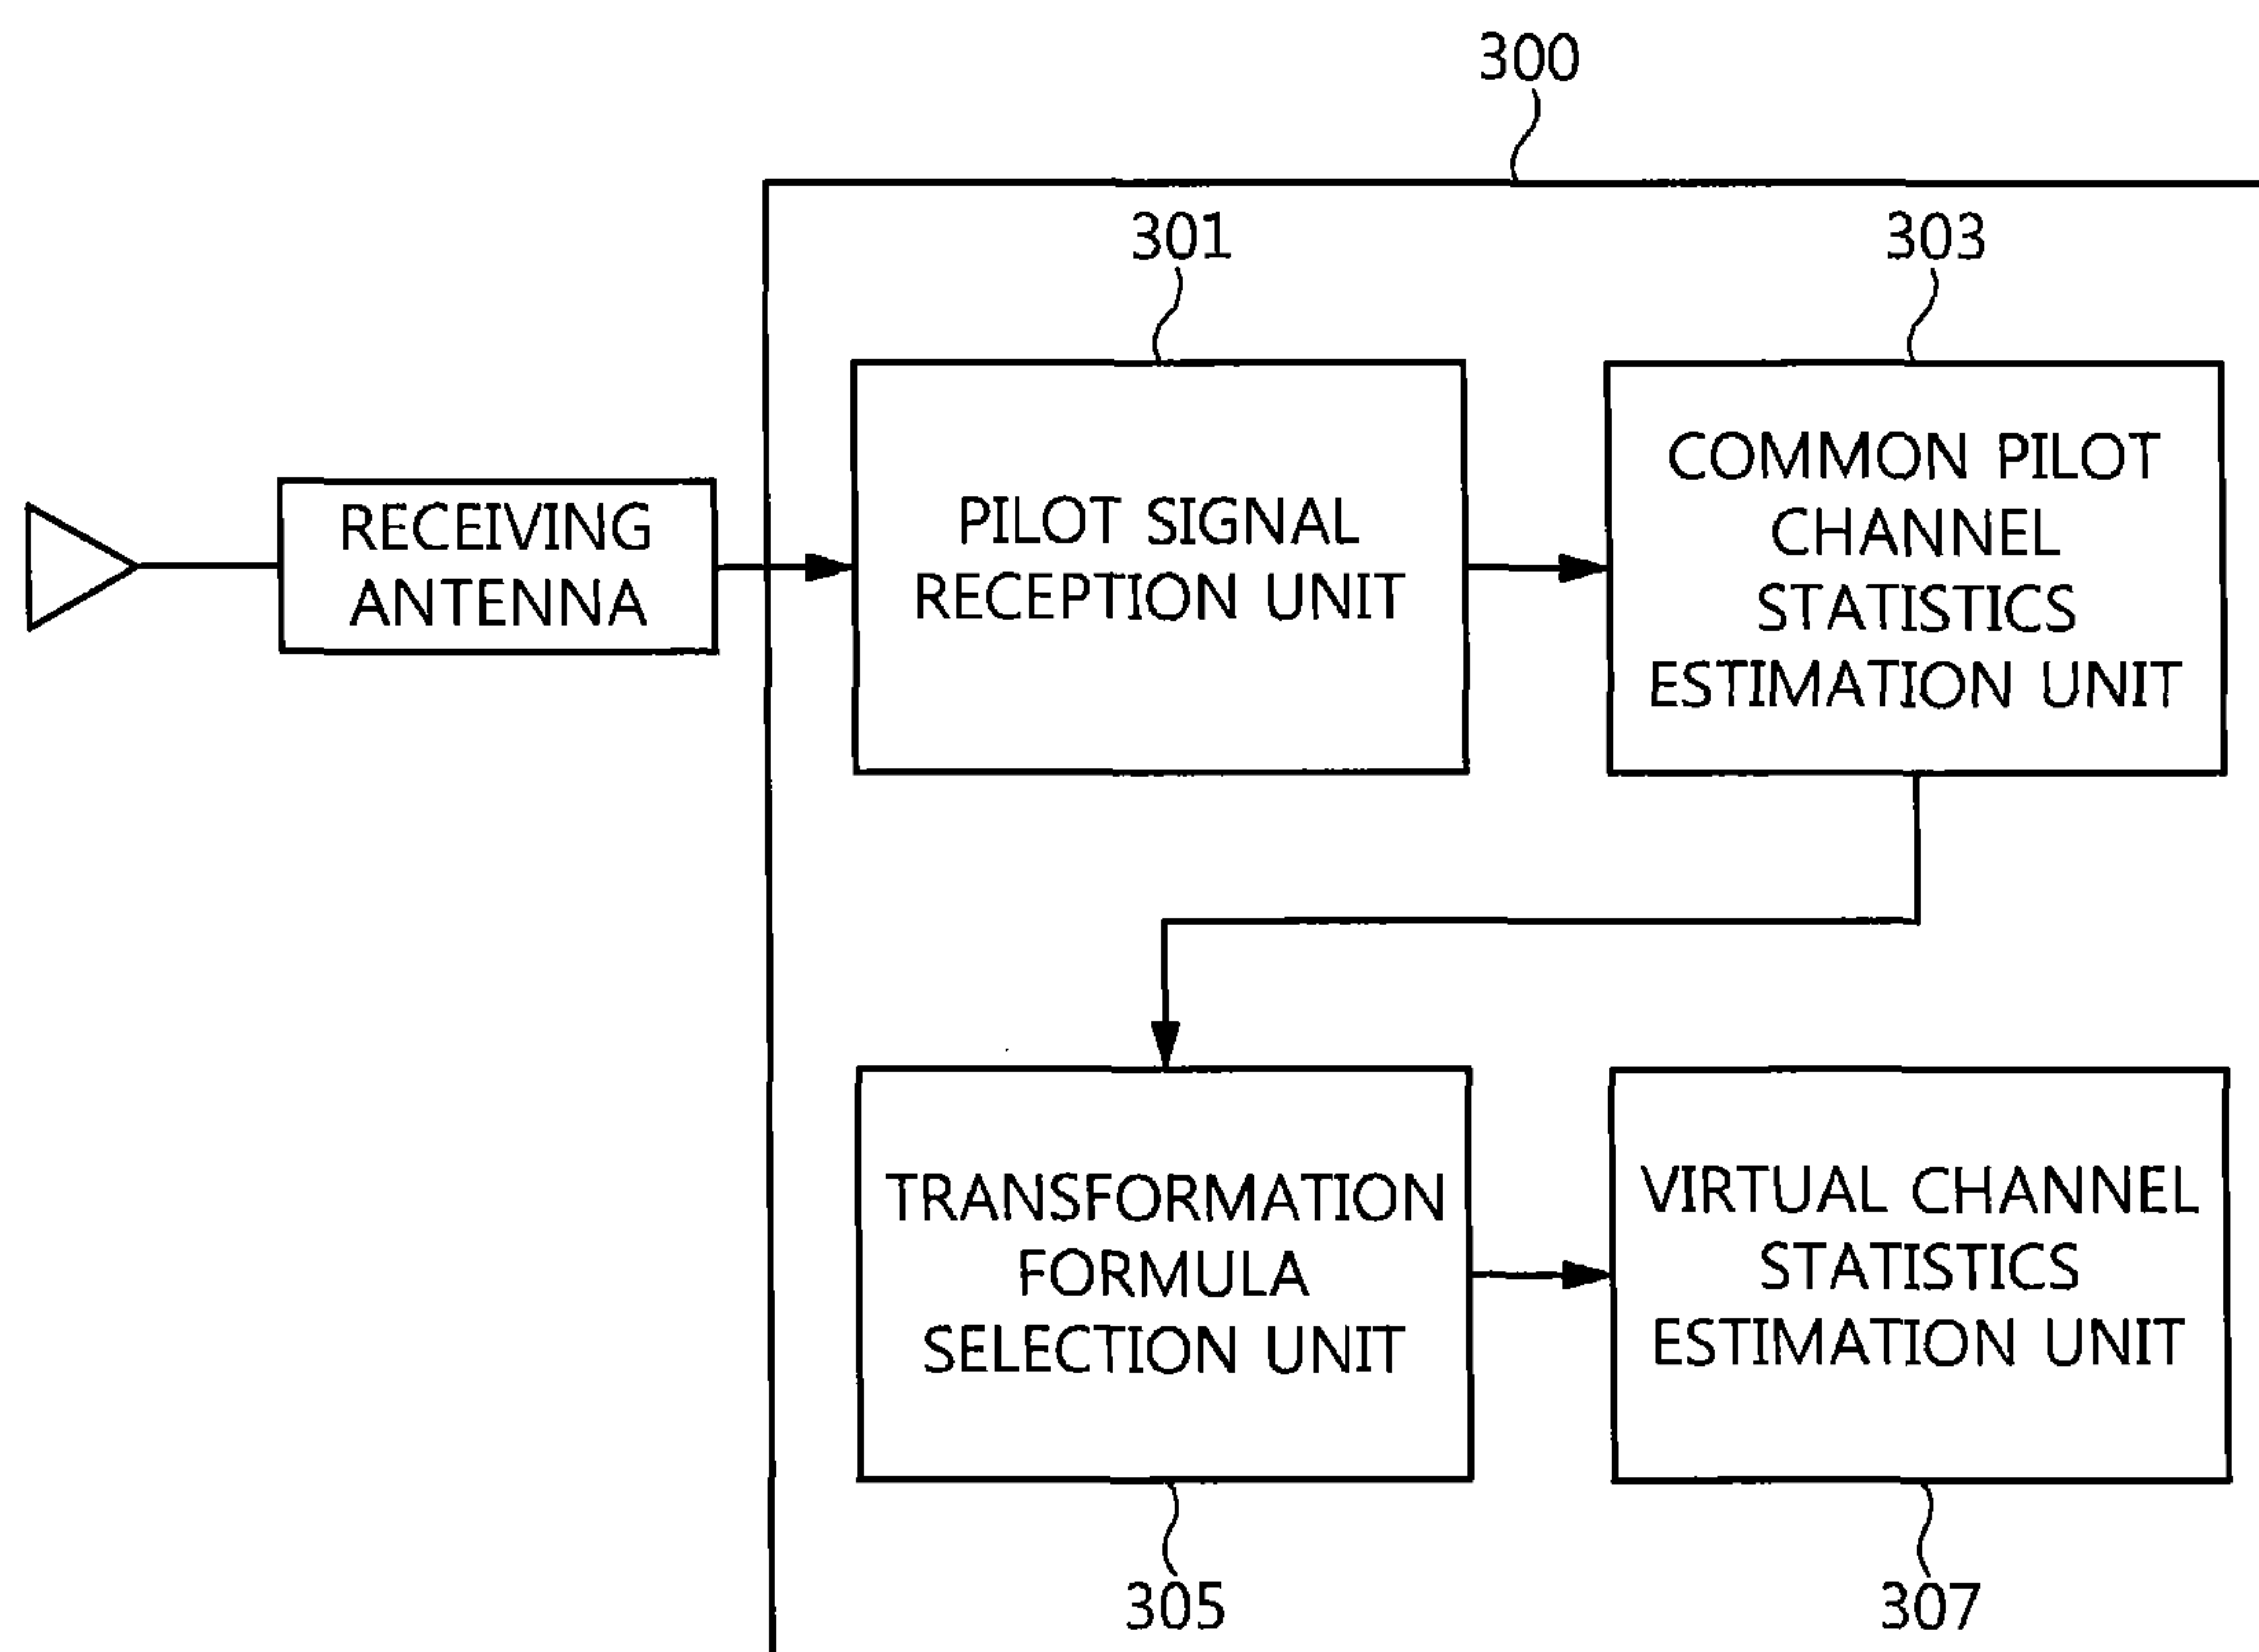 300
301
303
RECEIVING
ANTENNA
PILOT SIGNAL
RECEPTION UNIT
COMMON PILOT
CHANNEL
STATISTICS
ESTIMATION UNIT
TRANSFORMATION
FORMULA
SELECTION UNIT
VIRTUAL CHANNEL
STATISTICS
ESTIMATION UNIT
305
307